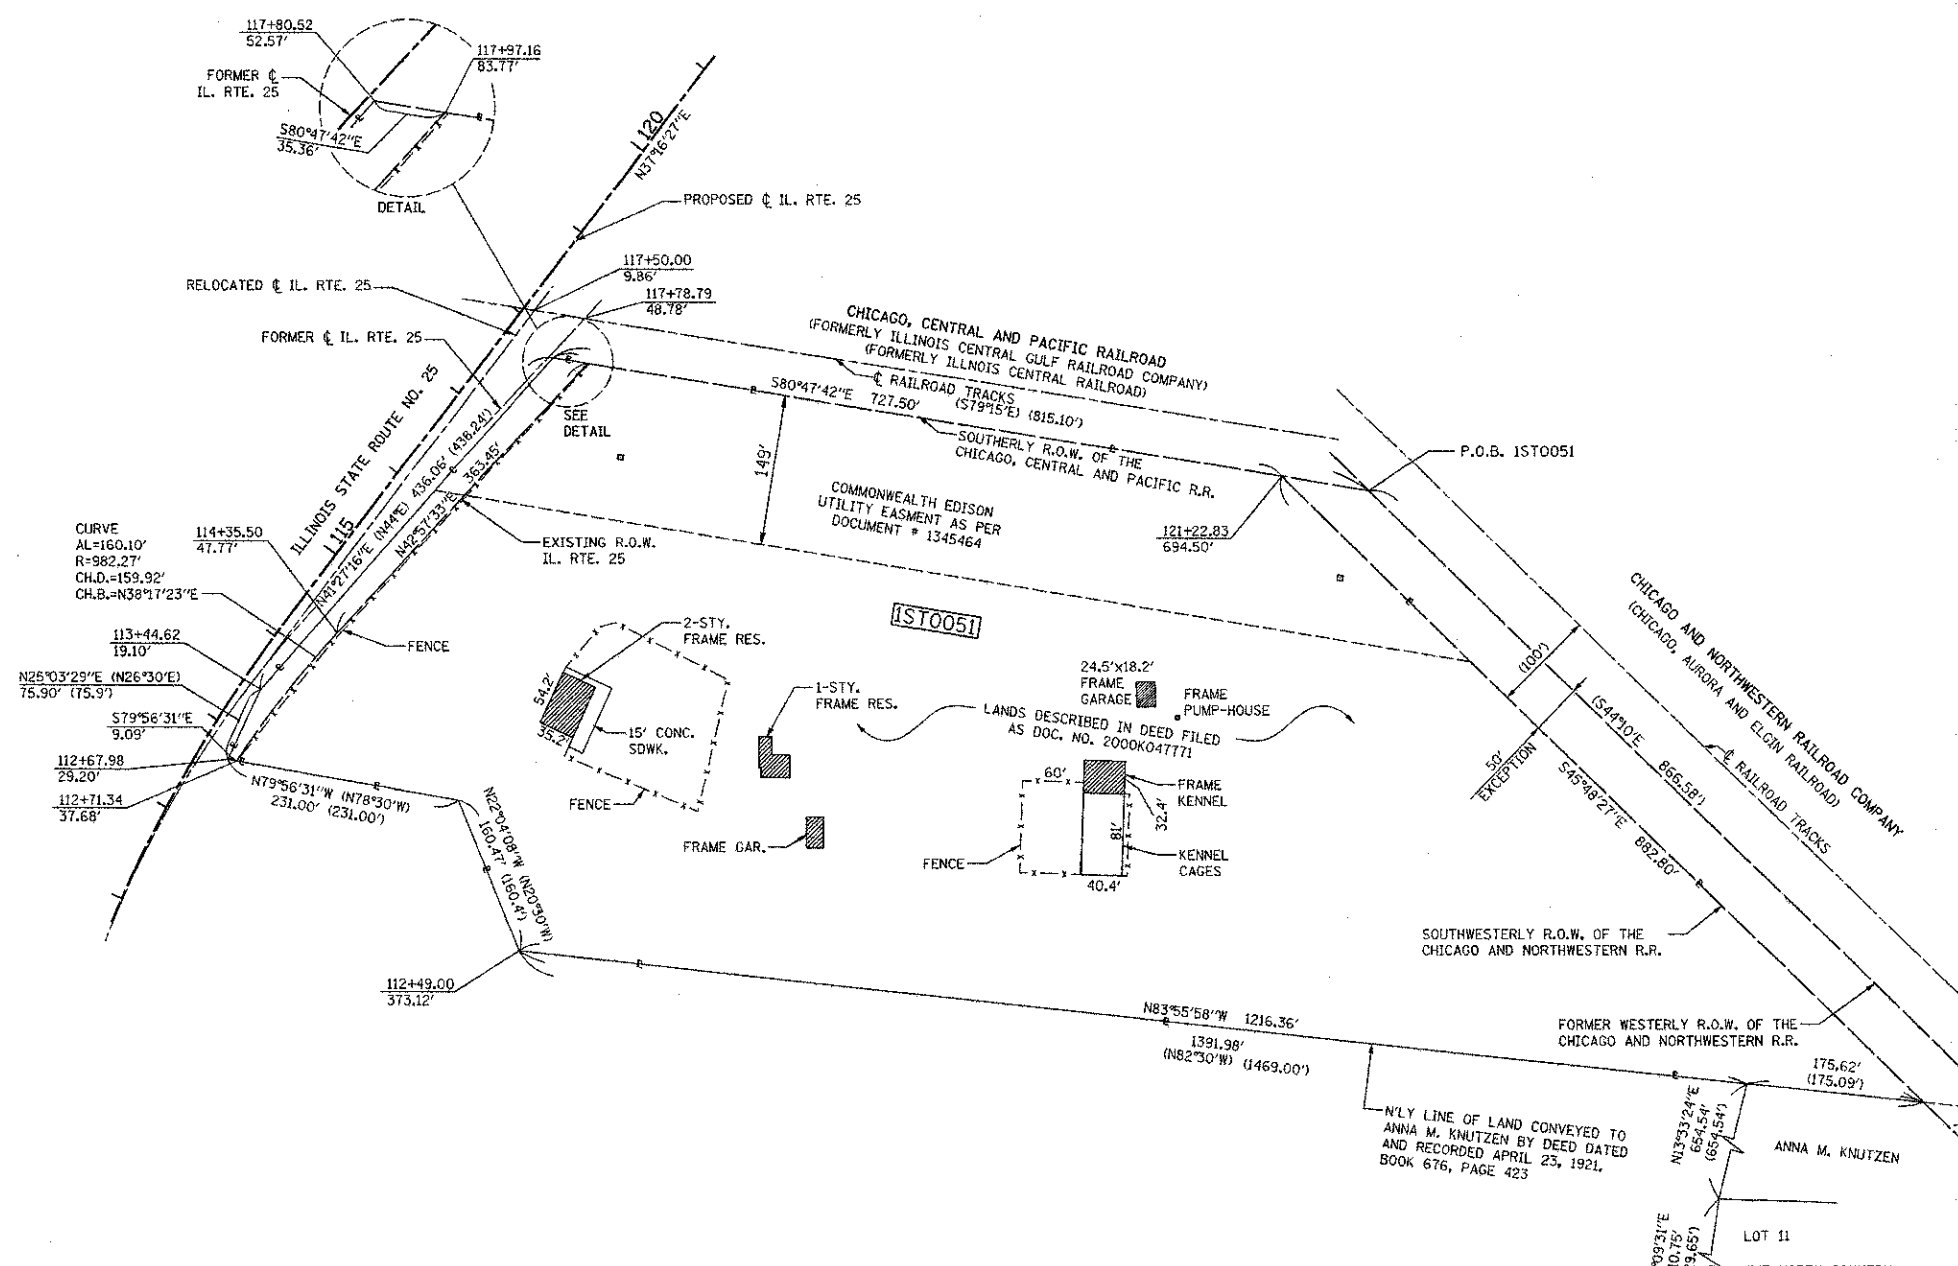 117+80.52
52.57'
FORMER ℄
IL. RTE. 25
117+97.16
83.77'
S80°47'42"E
35.36'
DETAIL
120
N37°16'27"E
PROPOSED ℄ IL. RTE. 25
RELOCATED ℄ IL. RTE. 25
117+50.00
9.86'
117+78.79
48.78'
FORMER ℄ IL. RTE. 25
ILLINOIS STATE ROUTE NO. 25
115
SEE
DETAIL
CHICAGO, CENTRAL AND PACIFIC RAILROAD
(FORMERLY ILLINOIS CENTRAL GULF RAILROAD COMPANY)
(FORMERLY ILLNOIS CENTRAL RAILROAD)
℄ RAILROAD TRACKS
S80°47'42"E 727.50' (S79°15'E) (815.10')
SOUTHERLY R.O.W. OF THE
CHICAGO, CENTRAL AND PACIFIC R.R.
P.O.B. 1ST0051
149'
COMMONWEALTH EDISON
UTILITY EASMENT AS PER
DOCUMENT # 1345464
121+22.83
694.50'
N41°27'16"E (N44°E) 436.06' (438.24')
N42°57'33"E 363.45'
EXISTING R.O.W.
IL. RTE. 25
CURVE
AL=160.10'
R=982.27'
CH.D.=159.92'
CH.B.=N38°17'23"E
114+35.50
47.77'
FENCE
113+44.62
19.10'
N25°03'29"E (N26°30'E)
75.90' (75.9')
S79°56'31"E
9.09'
112+67.98
29.20'
112+71.34
37.68'
N79°56'31"W (N78°30'W)
231.00' (231.00')
N22°04'08"W (N20°30'W)
160.47' (160.4')
112+49.00
373.12'
1ST0051
2-STY.
FRAME RES.
54.2'
35.2'
15' CONC.
SDWK.
FENCE
1-STY.
FRAME RES.
FRAME GAR.
24.5'x18.2'
FRAME
GARAGE
FRAME
PUMP-HOUSE
LANDS DESCRIBED IN DEED FILED
AS DOC. NO. 2000K047771
60'
FRAME
KENNEL
32.4'
81'
FENCE
KENNEL
CAGES
40.4'
(100')
50'
EXCEPTION
CHICAGO AND NORTHWESTERN RAILROAD COMPANY
(CHICAGO, AURORA AND ELGIN RAILROAD)
℄ RAILROAD TRACKS
(S44°10'E 866.58')
S45°48'27"E 882.80'
SOUTHWESTERLY R.O.W. OF THE
CHICAGO AND NORTHWESTERN R.R.
FORMER WESTERLY R.O.W. OF THE
CHICAGO AND NORTHWESTERN R.R.
N83°55'58"W 1216.36'
1391.98'
(N82°30'W) (1469.00')
175.62'
(175.09')
N'LY LINE OF LAND CONVEYED TO
ANNA M. KNUTZEN BY DEED DATED
AND RECORDED APRIL 23, 1921,
BOOK 676, PAGE 423
N13°33'24"E
654.54'
(654.54')
ANNA M. KNUTZEN
LOT 11